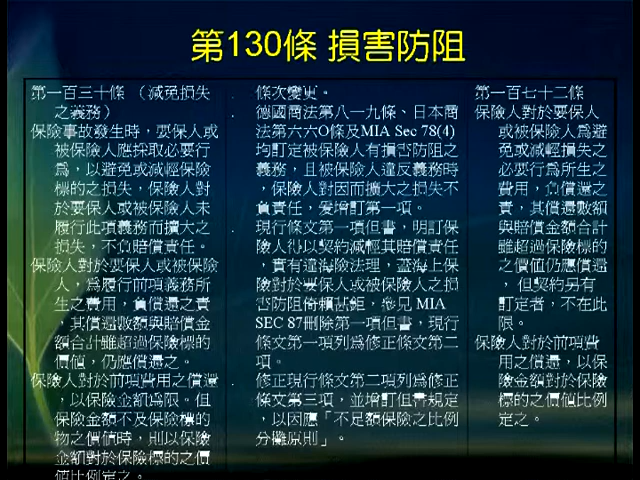 第130條 損害防阻
第一百三十條 （減免損失
之義務）
保險事故發生時，要保人或
被保險人應採取必要行
為，以避免或減輕保險
標的之損失，保險人對
於要保人或被保險人未
履行此項義務而擴大之
損失，不負賠償責任。
保險人對於要保人或被保險
人，為履行前項義務所
生之費用，負償還之責
，其償還數額與賠償金
額合計雖超過保險標的
價值，仍應償還之。
保險人對於前項費用之償還
，以保險金額為限。但
保險金額不及保險標的
物之價值時，則以保險
金額對於保險標的之價
值比例定之。
. 條次變更。
. 德國商法第八一九條、日本商
法第六六O條及MIA Sec 78(4)
均訂定被保險人有損害防阻之
義務，且被保險人違反義務時
，保險人對因而擴大之損失不
負責任，爰增訂第一項。
. 現行條文第一項但書，明訂保
險人得以契約減輕其賠償責任
，實有違海險法理，蓋海上保
險對於要保人或被保險人之損
害防阻倚賴甚鉅，參見 MIA
SEC 87刪除第一項但書，現行
條文第一項列為修正條文第二
項。
. 修正現行條文第二項列為修正
條文第三項，並增訂但書規定
，以因應「不足額保險之比例
分攤原則」。
第一百七十二條
保險人對於要保人
或被保險人為避
免或減輕損失之
必要行為所生之
費用，負償還之
責，其償還數額
與賠償金額合計
雖超過保險標的
之價值仍應償還
，但契約另有
訂定者，不在此
限。
保險人對於前項費
用之償還，以保
險金額對於保險
標的之價值比例
定之。